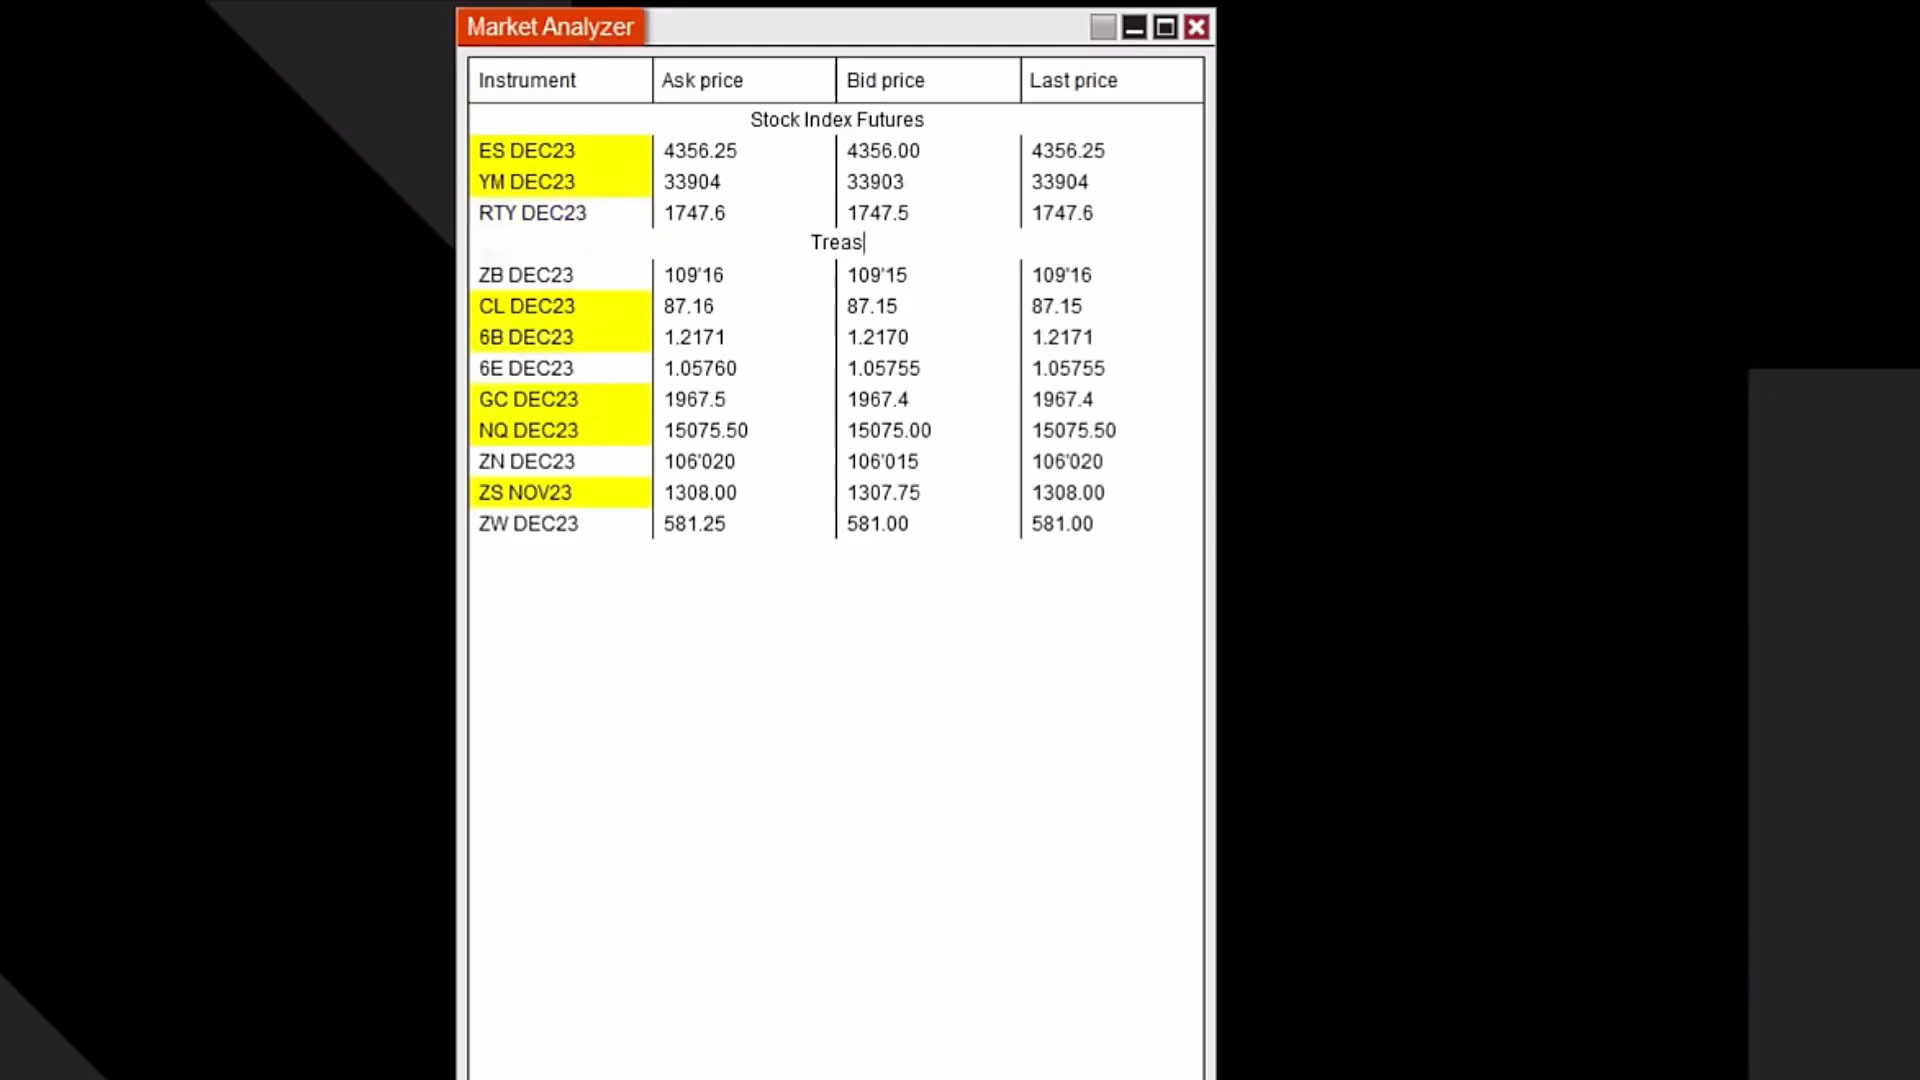 Market Analyzer
Instrument Ask price Bid price Last price
Stock Index Futures
ES DEC23 4356.25 4356.00 4356.25
YM DEC23 33904 33903 33904
RTY DEC23 1747.6 1747.5 1747.6
Treas
ZB DEC23 109'16 109'15 109'16
CL DEC23 87.16 87.15 87.15
6B DEC23 1.2171 1.2170 1.2171
6E DEC23 1.05760 1.05755 1.05755
GC DEC23 1967.5 1967.4 1967.4
NQ DEC23 15075.50 15075.00 15075.50
ZN DEC23 106'020 106'015 106'020
ZS NOV23 1308.00 1307.75 1308.00
ZW DEC23 581.25 581.00 581.00